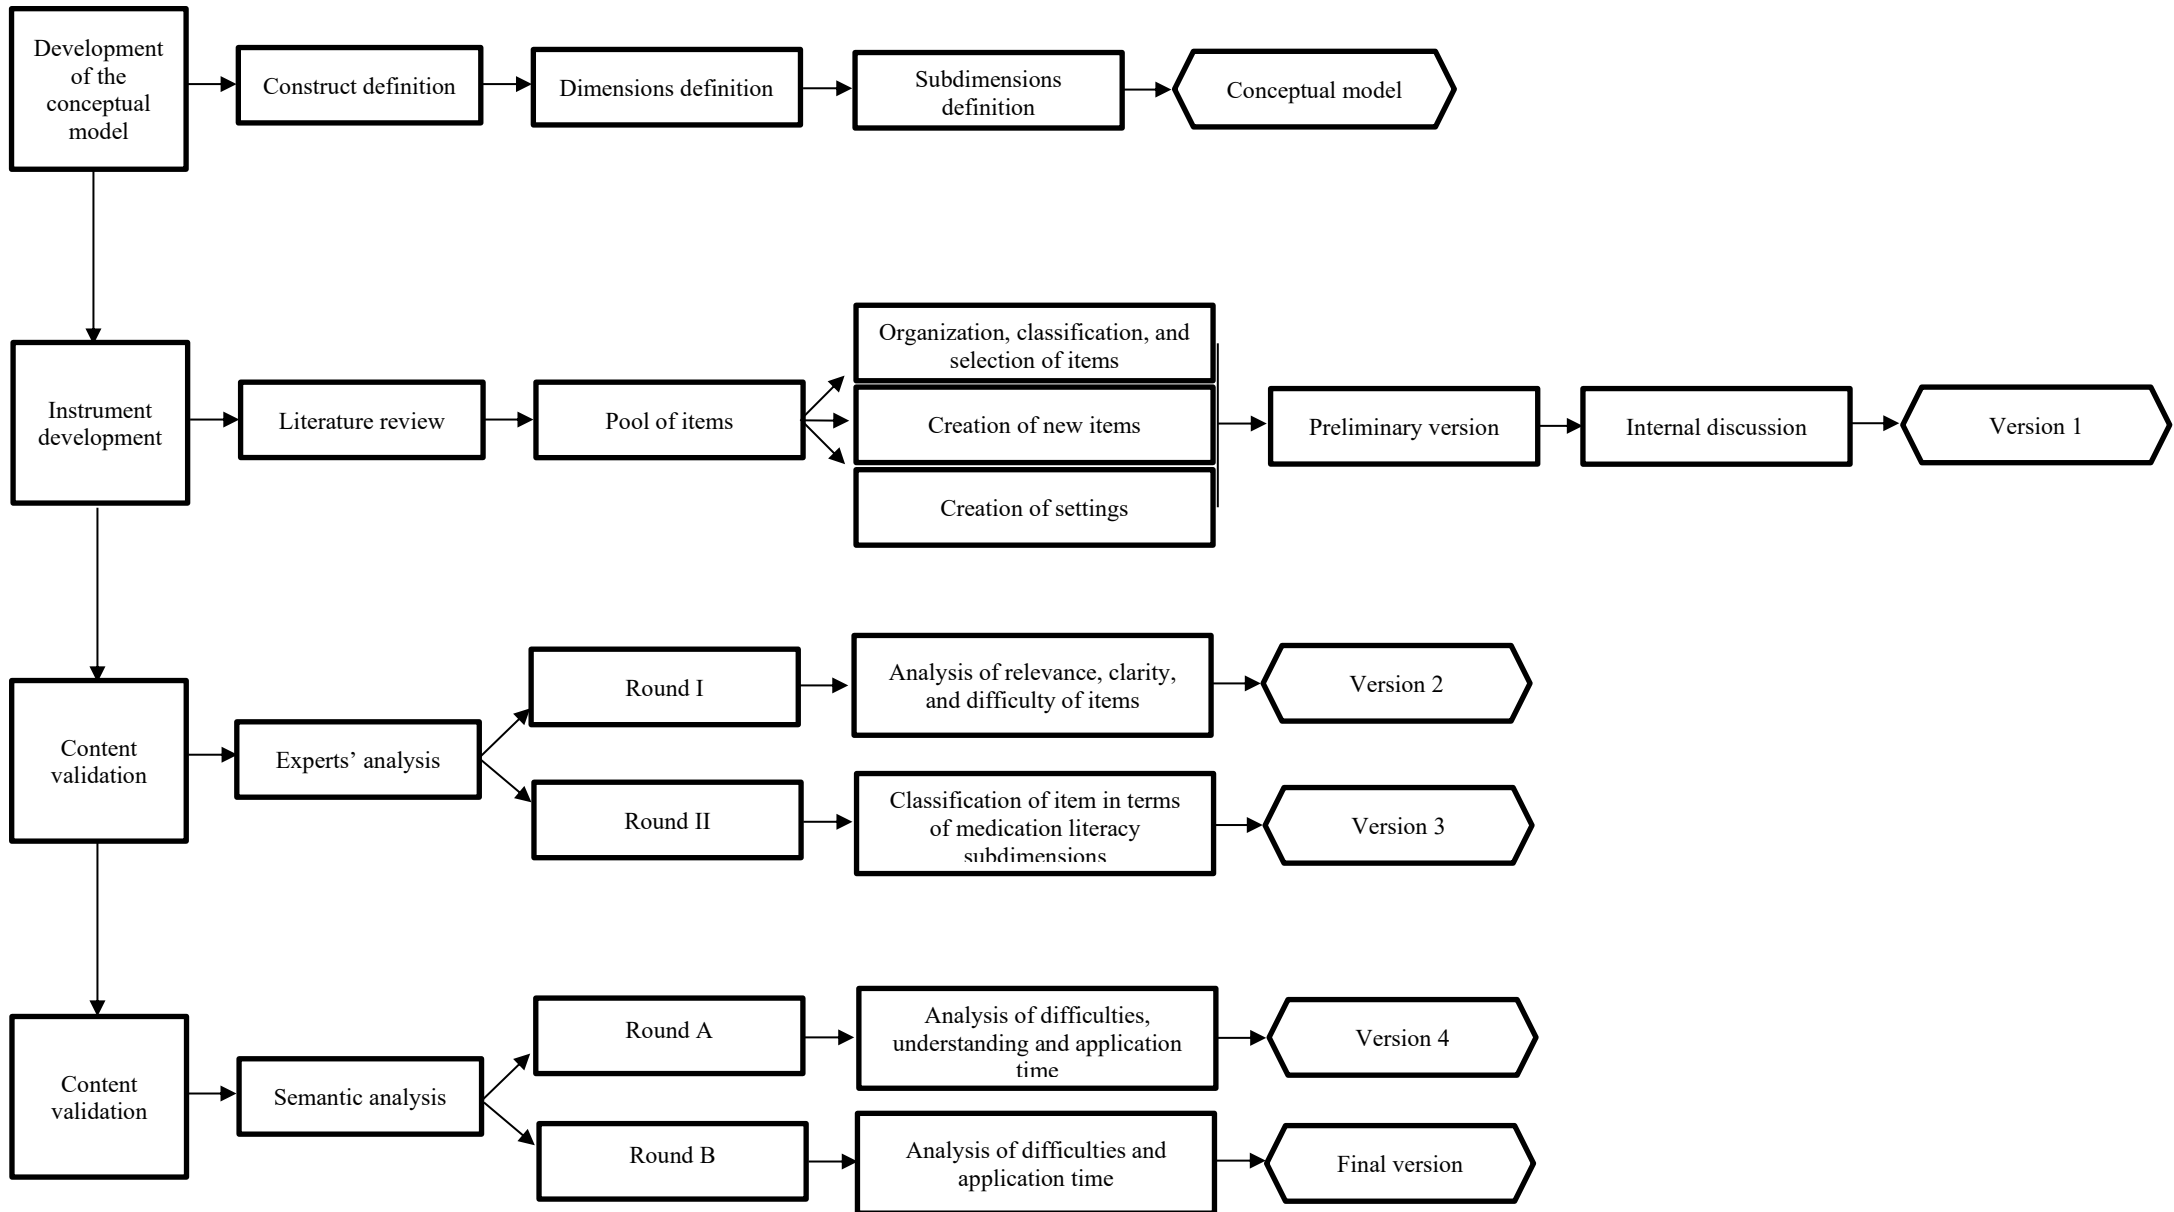 Development
of the
conceptual
model
Construct definition
Dimensions definition
Subdimensions
definition
Conceptual model
Instrument
development
Literature review
Pool of items
Organization, classification, and
selection of items
Creation of new items
Creation of settings
Preliminary version
Internal discussion
Version 1
Content
validation
Experts’ analysis
Round I
Analysis of relevance, clarity,
and difficulty of items
Version 2
Round II
Classification of item in terms
of medication literacy
subdimensions
Version 3
Content
validation
Semantic analysis
Round A
Analysis of difficulties,
understanding and application
time
Version 4
Round B
Analysis of difficulties and
application time
Final version